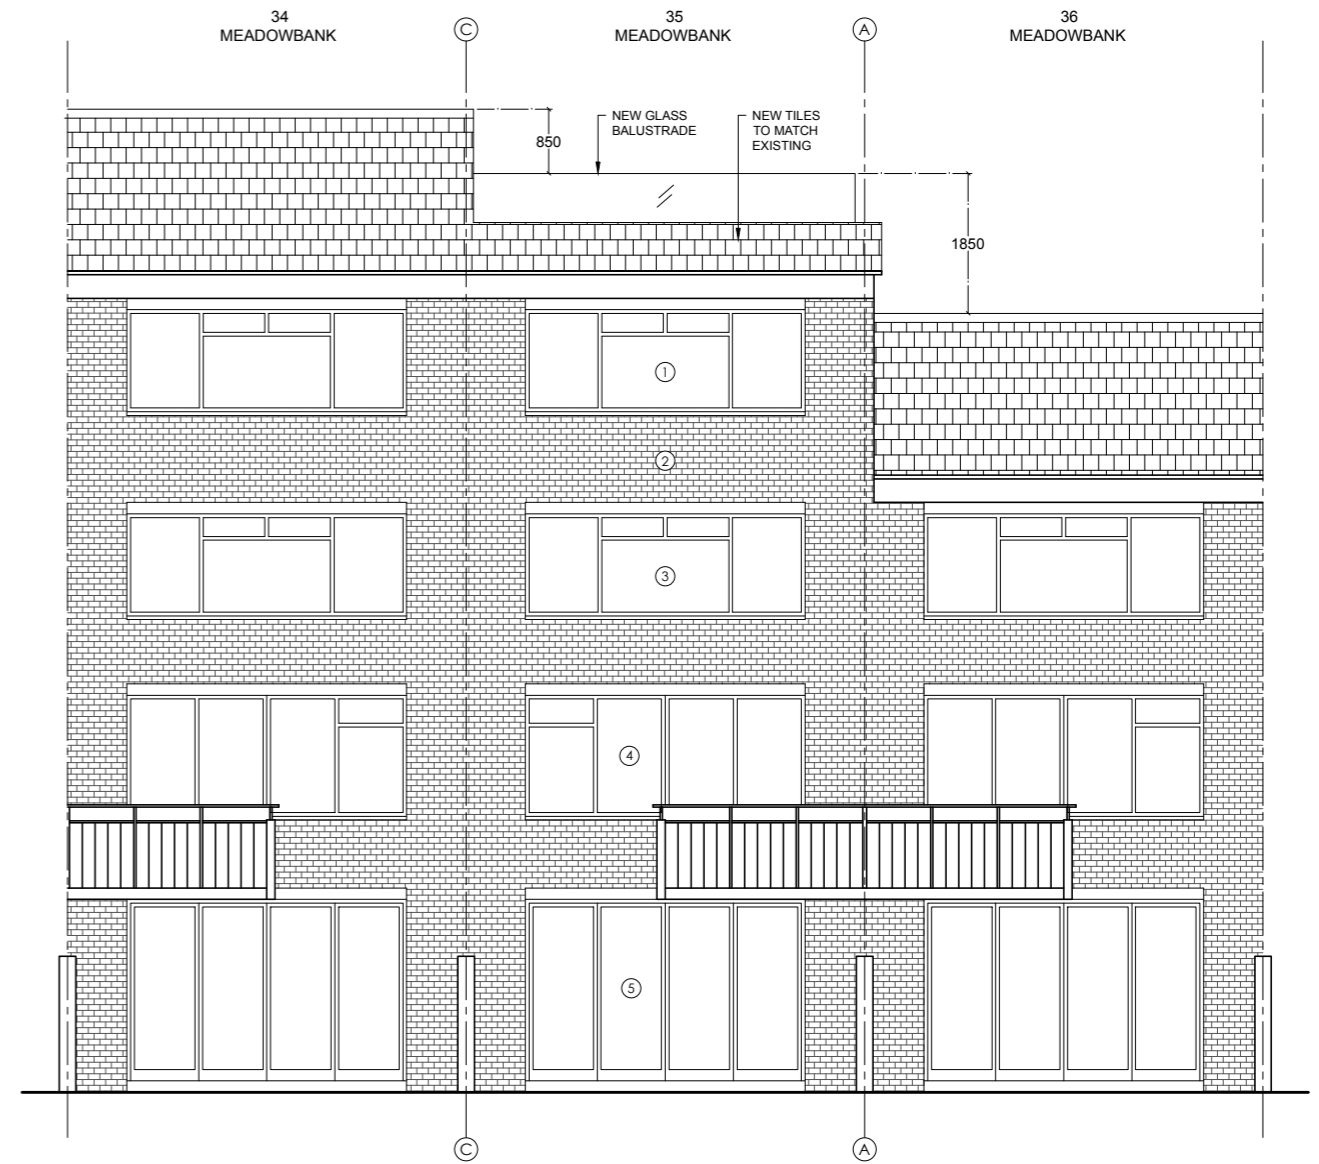 34
MEADOWBANK
C
35
MEADOWBANK
A
36
MEADOWBANK
850
NEW GLASS
BALUSTRADE
NEW TILES
TO MATCH
EXISTING
1850
1
2
3
4
5
C
A